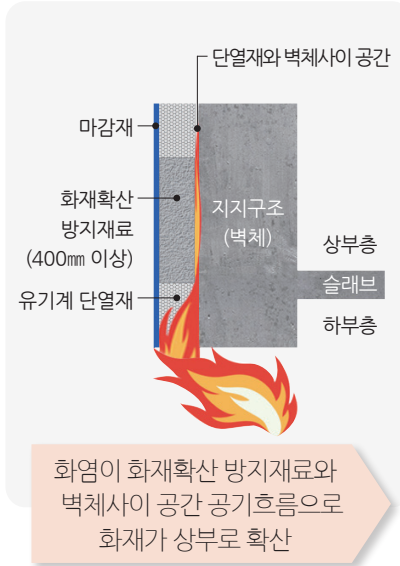 단열재와 벽체사이 공간
마감재
화재확산
방지재료
(400㎜ 이상)
유기계 단열재
지지구조
(벽체)
상부층
슬래브
하부층
화염이 화재확산 방지재료와
벽체사이 공간 공기흐름으로
화재가 상부로 확산